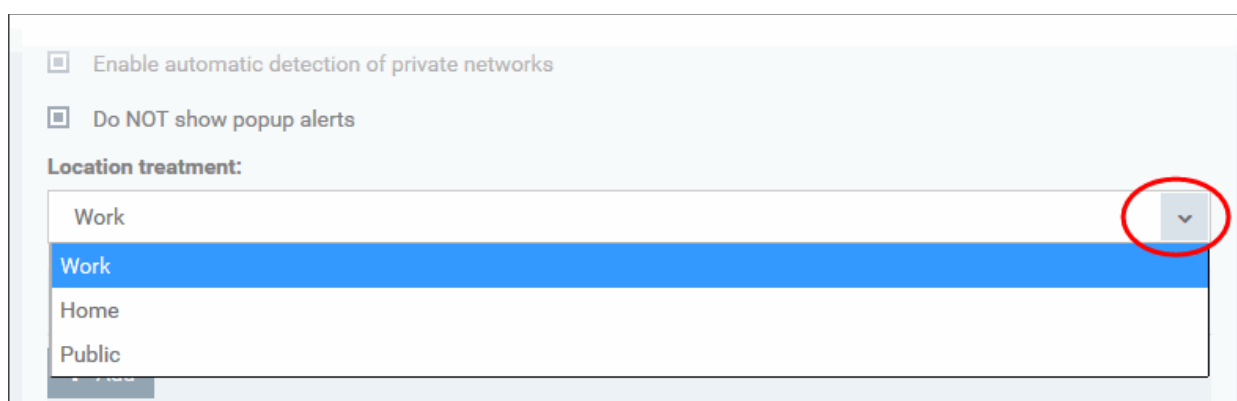 Enable automatic detection of private networks
Do NOT show popup alerts
Location treatment:
Work
Work
Home
Public